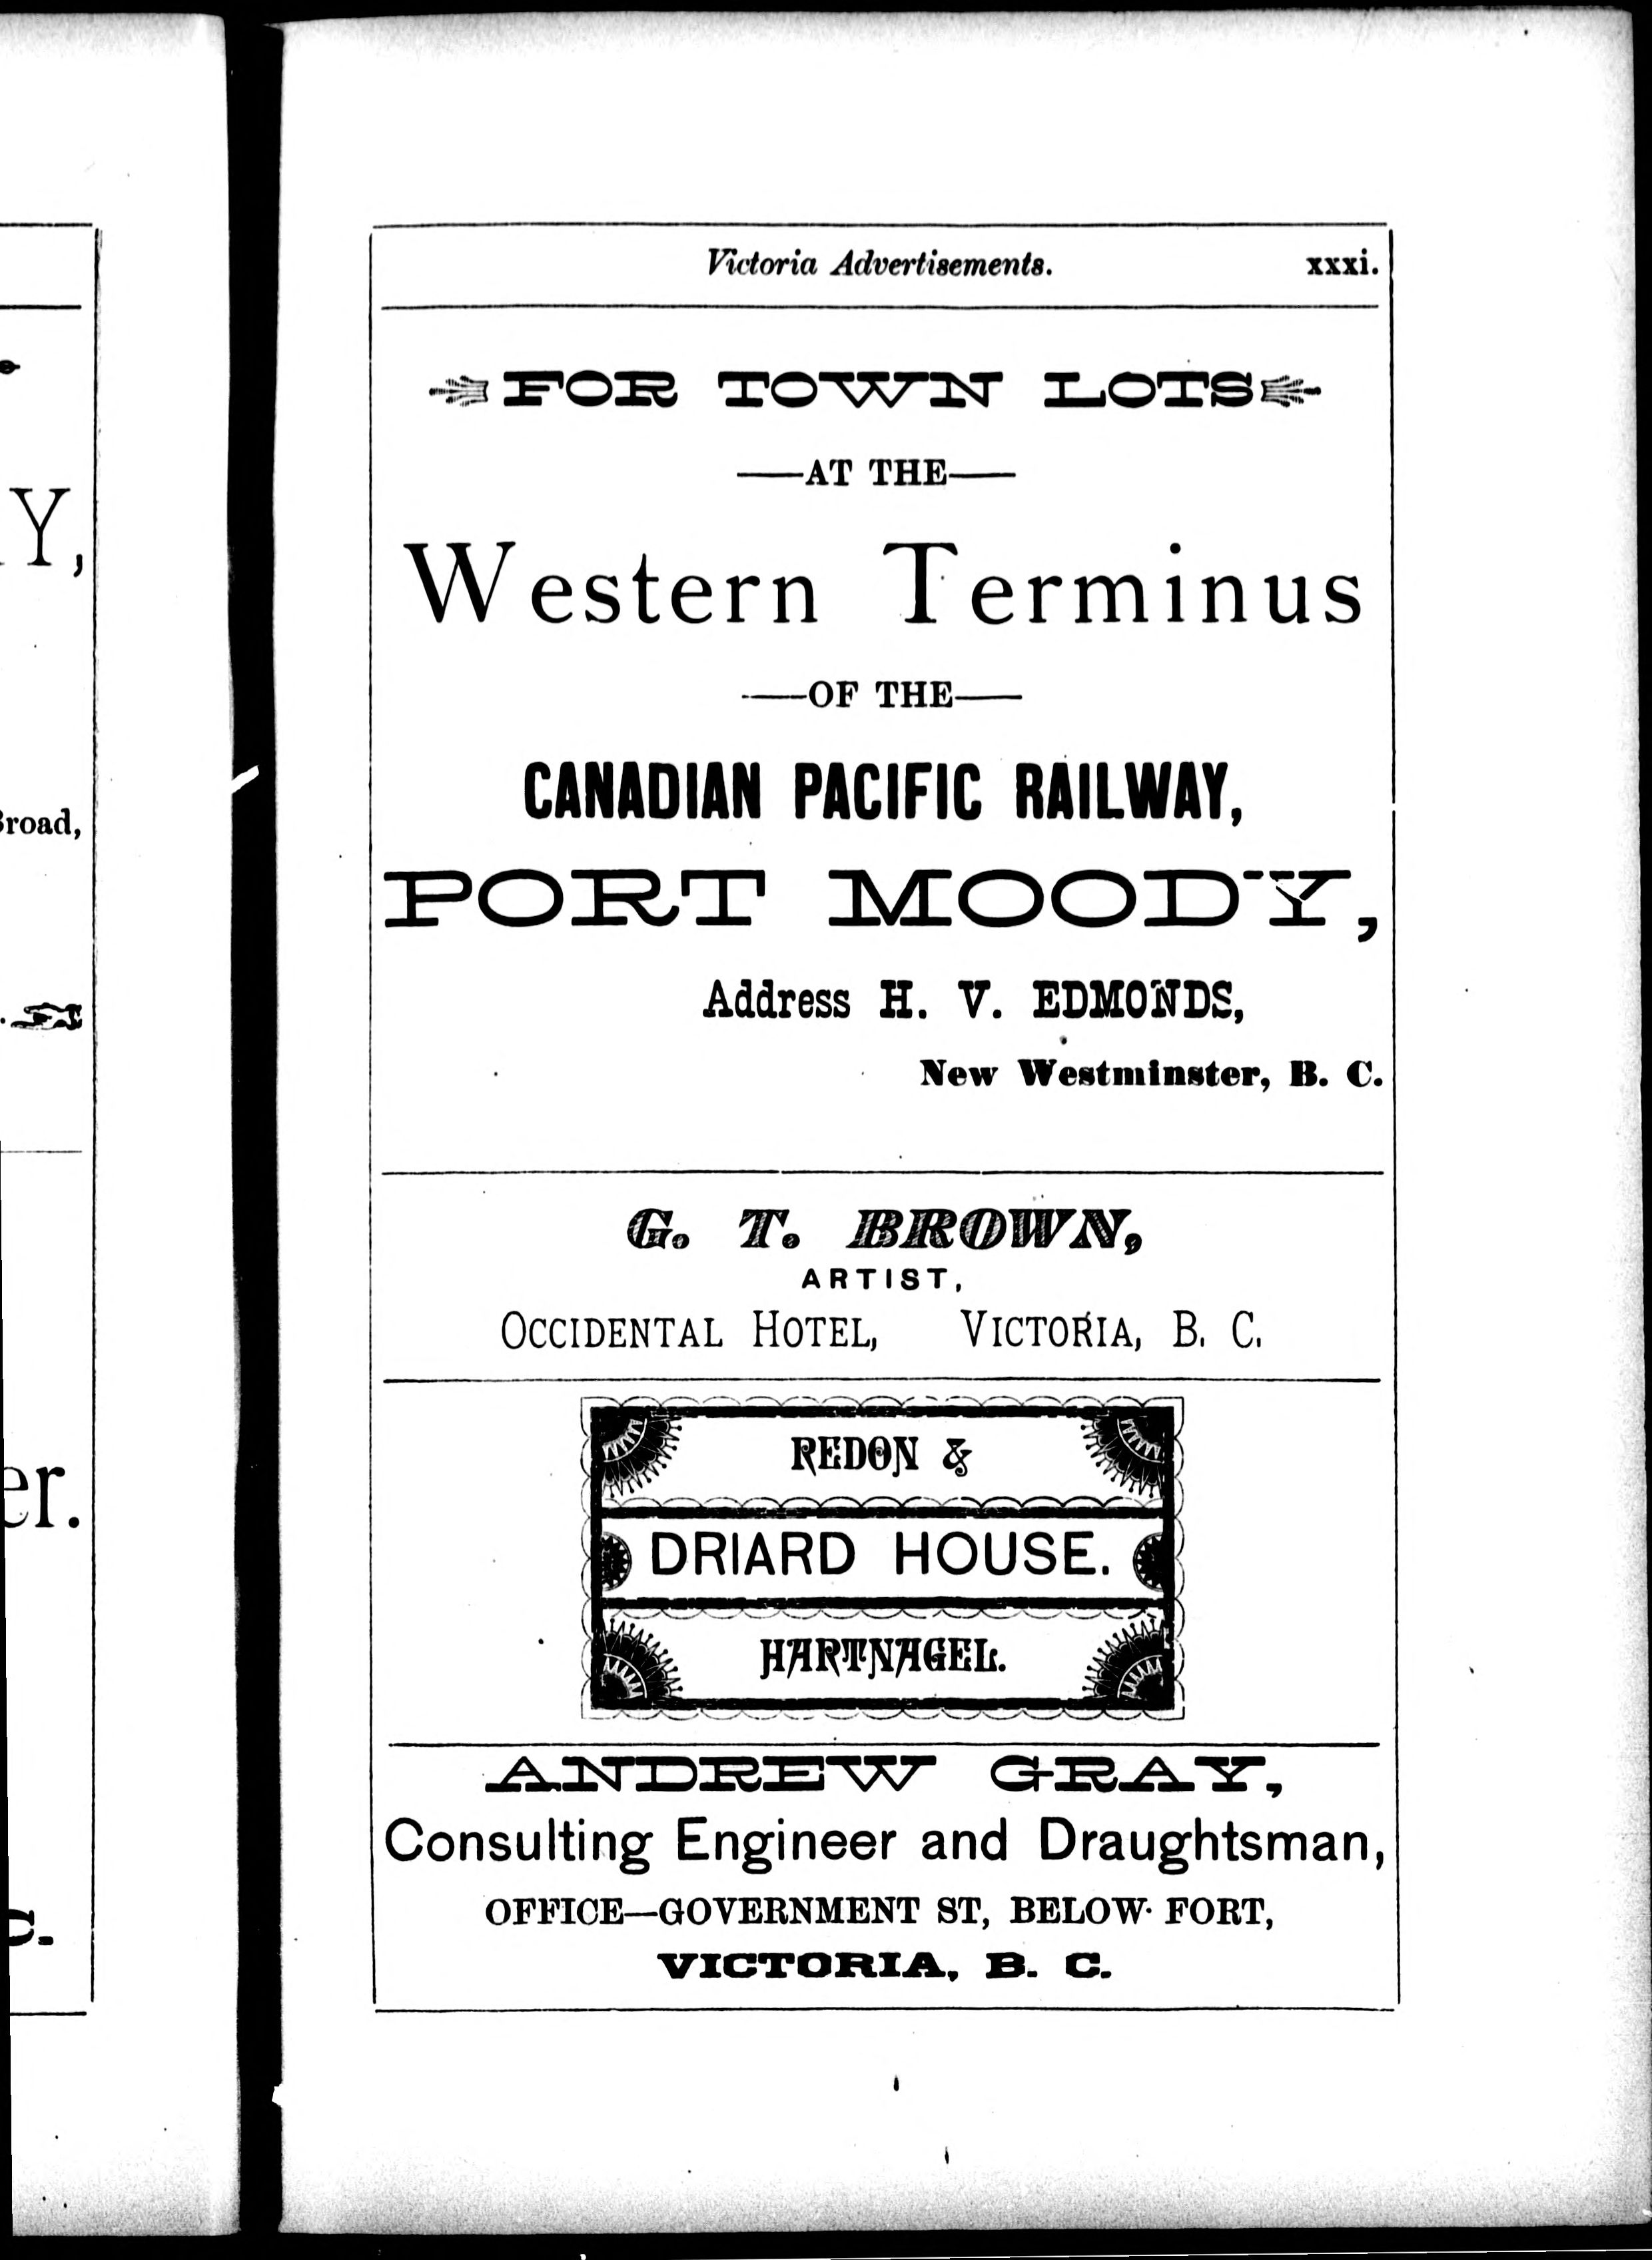 Y,
road,
er.
C.
Victoria Advertisements. xxxi.
FOR TOWN LOTS
—AT THE—
Western Terminus
—OF THE—
CANADIAN PACIFIC RAILWAY,
PORT MOODY,
Address H. V. EDMONDS,
New Westminster, B. C.
G. T. BROWN,
ARTIST,
OCCIDENTAL HOTEL, VICTORIA, B. C.
REDON &
DRIARD HOUSE.
HARTNAGEL.
ANDREW GRAY,
Consulting Engineer and Draughtsman,
OFFICE—GOVERNMENT ST, BELOW FORT,
VICTORIA, B. C.